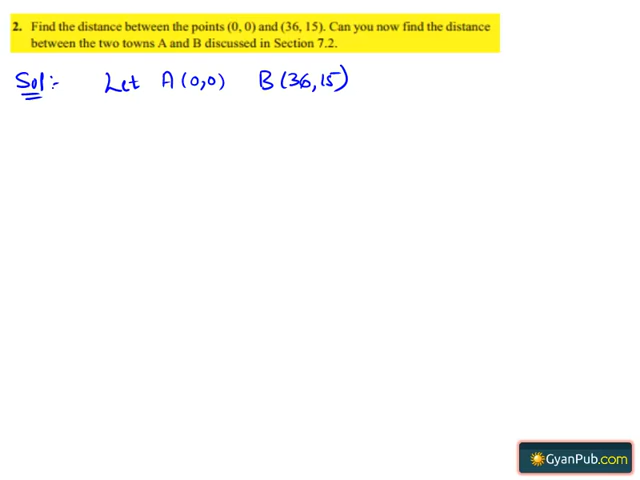 2. Find the distance between the points (0, 0) and (36, 15). Can you now find the distance
between the two towns A and B discussed in Section 7.2.
Sol:- Let A (0,0) B (36,15)
GyanPub.com